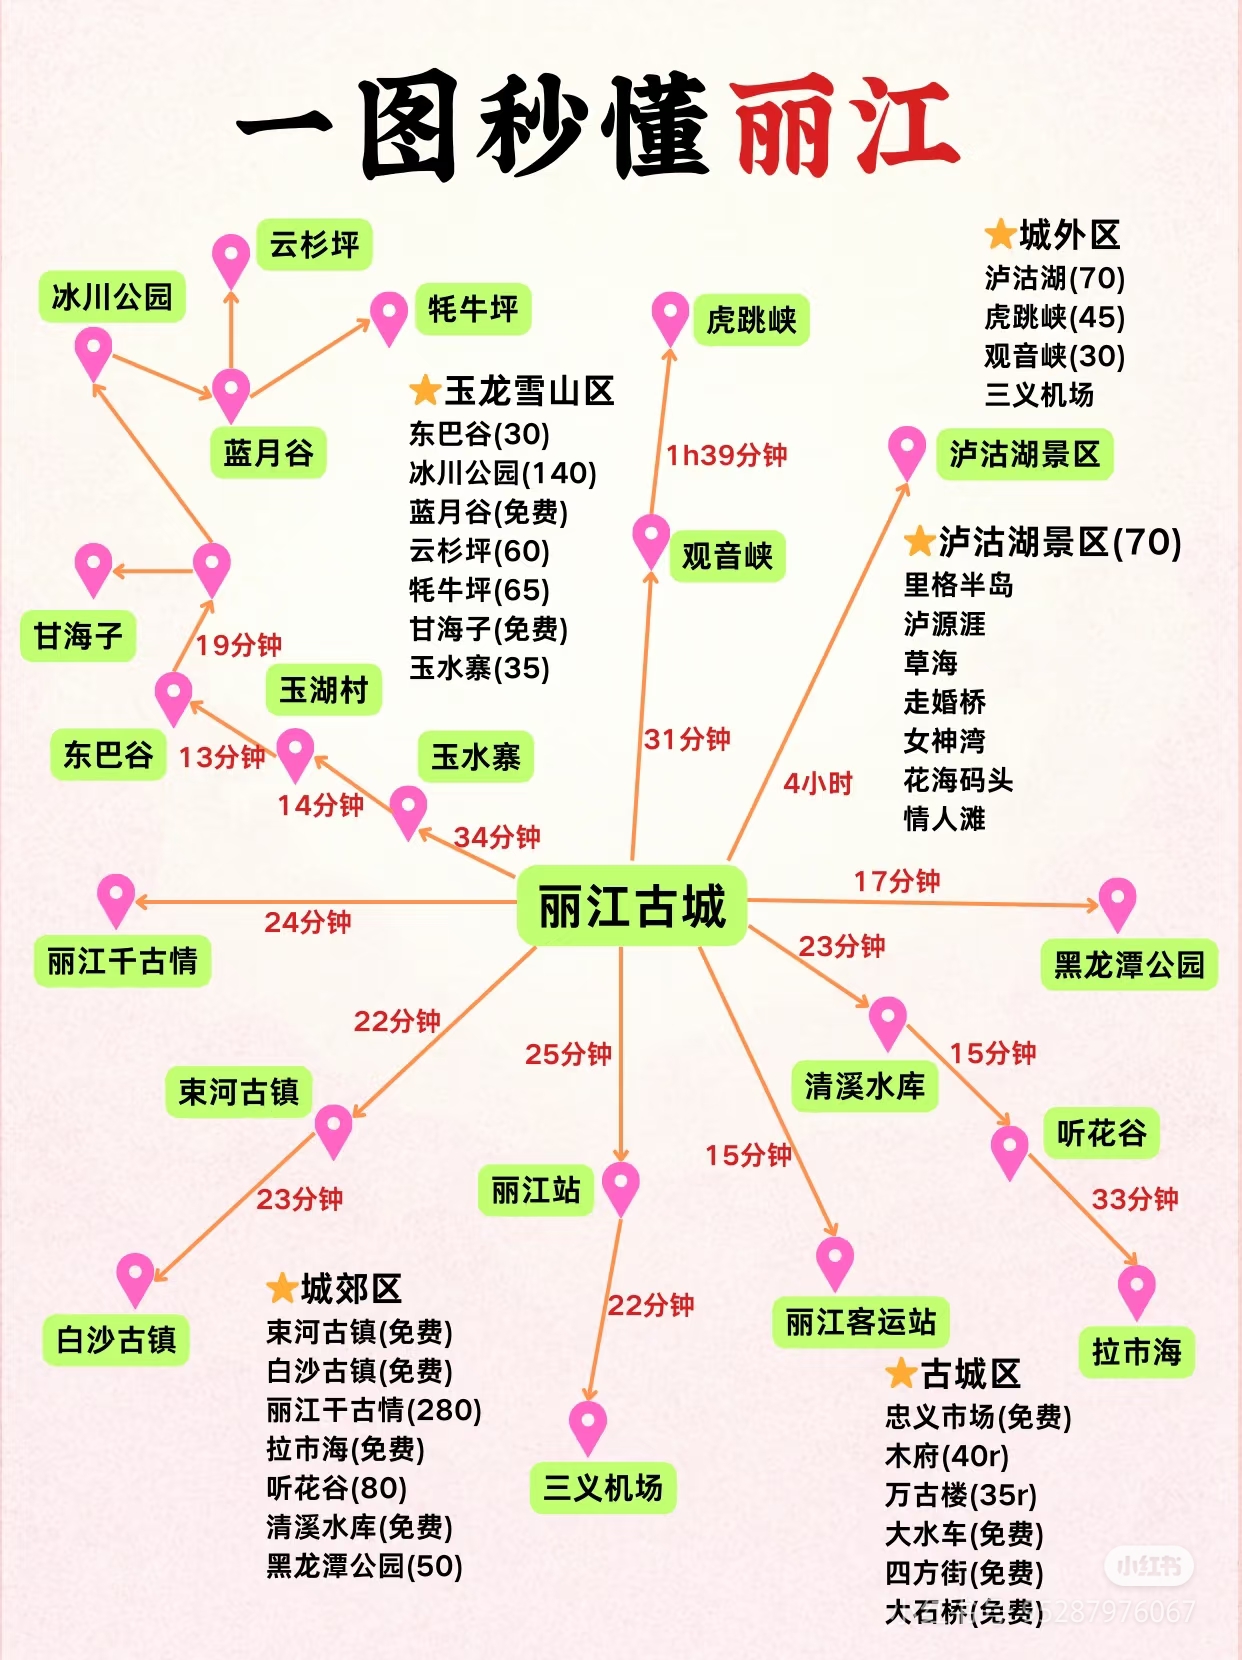 一图秒懂丽江
云杉坪
冰川公园
牦牛坪
虎跳峡
⭐城外区
泸沽湖(70)
虎跳峡(45)
观音峡(30)
三义机场
蓝月谷
⭐玉龙雪山区
东巴谷(30)
冰川公园(140)
蓝月谷(免费)
云杉坪(60)
牦牛坪(65)
甘海子(免费)
玉水寨(35)
1h39分钟
泸沽湖景区
观音峡
⭐泸沽湖景区(70)
里格半岛
泸源涯
草海
走婚桥
女神湾
花海码头
情人滩
甘海子
19分钟
玉湖村
东巴谷
13分钟
玉水寨
14分钟
34分钟
31分钟
4小时
丽江古城
17分钟
24分钟
丽江千古情
23分钟
黑龙潭公园
22分钟
25分钟
15分钟
清溪水库
束河古镇
听花谷
15分钟
丽江站
23分钟
33分钟
白沙古镇
22分钟
丽江客运站
拉市海
三义机场
⭐城郊区
束河古镇(免费)
白沙古镇(免费)
丽江千古情(280)
拉市海(免费)
听花谷(80)
清溪水库(免费)
黑龙潭公园(50)
⭐古城区
忠义市场(免费)
木府(40r)
万古楼(35r)
大水车(免费)
四方街(免费)
大石桥(免费)
小红书
95287976067